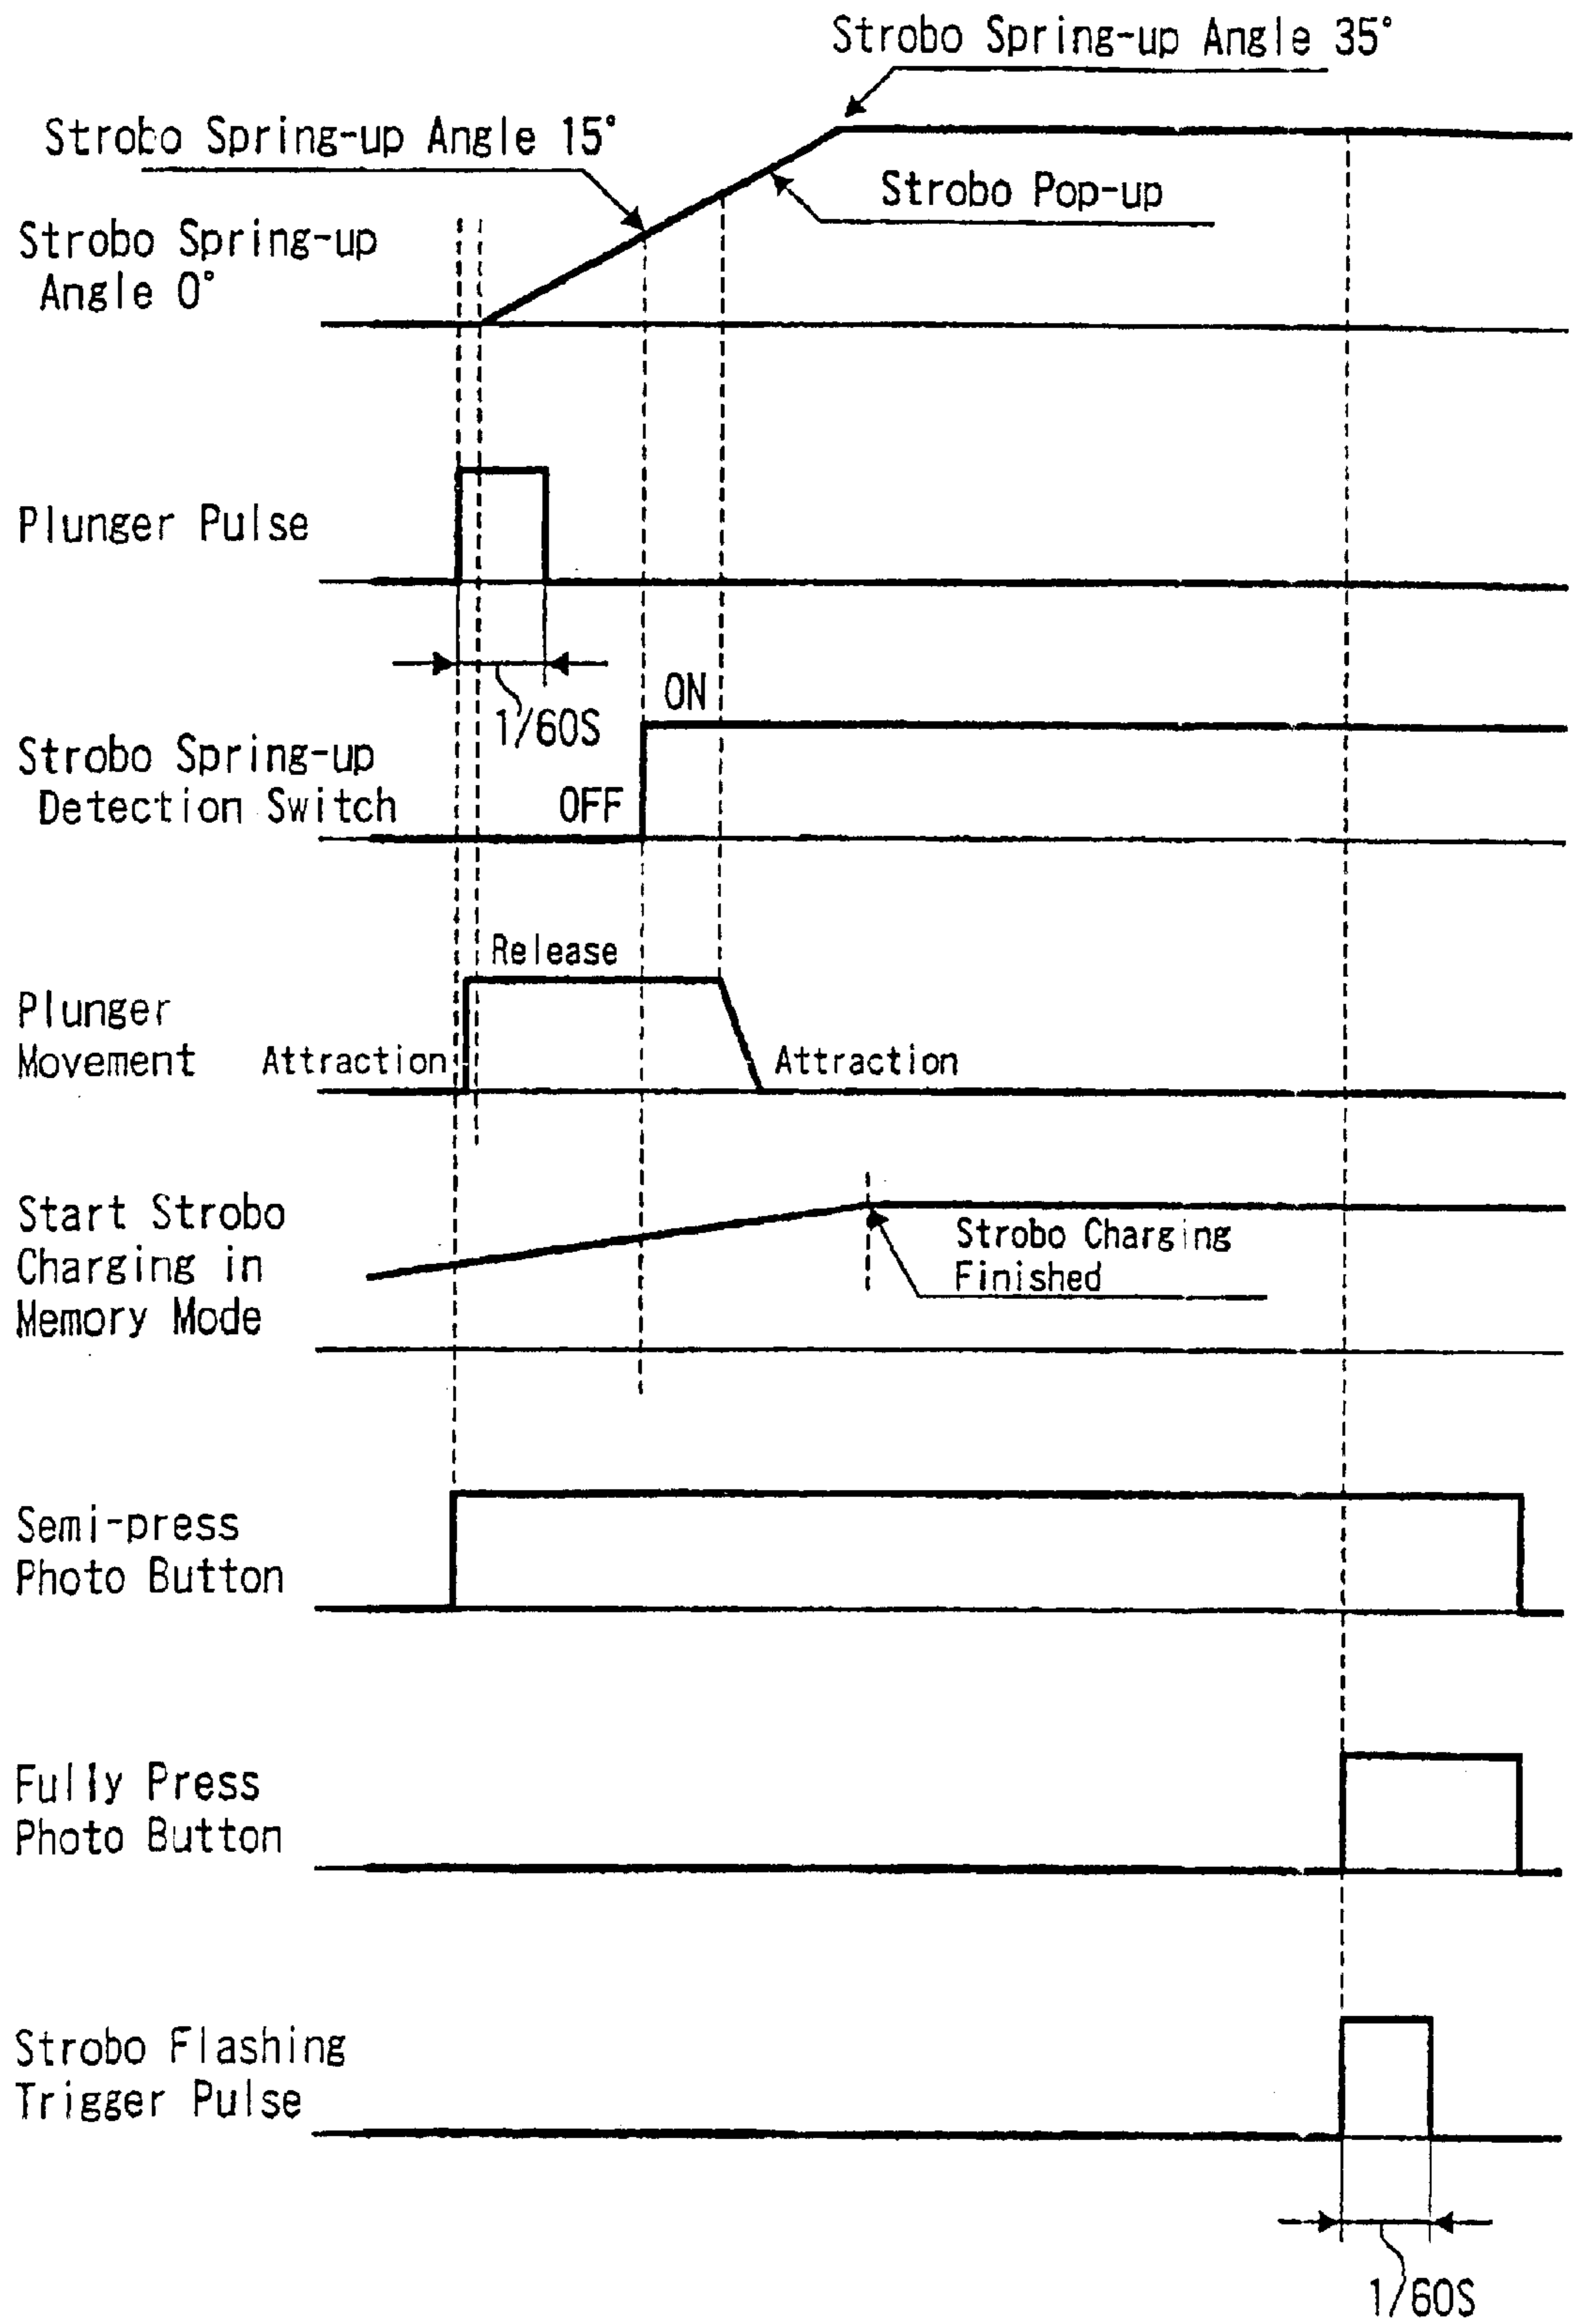 Strobo Spring-up Angle 35°
Strobo Spring-up Angle 15°
Strobo Pop-up
Strobo Spring-up
Angle 0°
Plunger Pulse
1/60S
ON
Strobo Spring-up
Detection Switch
OFF
Release
Plunger
Movement
Attraction
Attraction
Start Strobo
Charging in
Memory Mode
Strobo Charging
Finished
Semi-press
Photo Button
Fully Press
Photo Button
Strobo Flashing
Trigger Pulse
1/60S